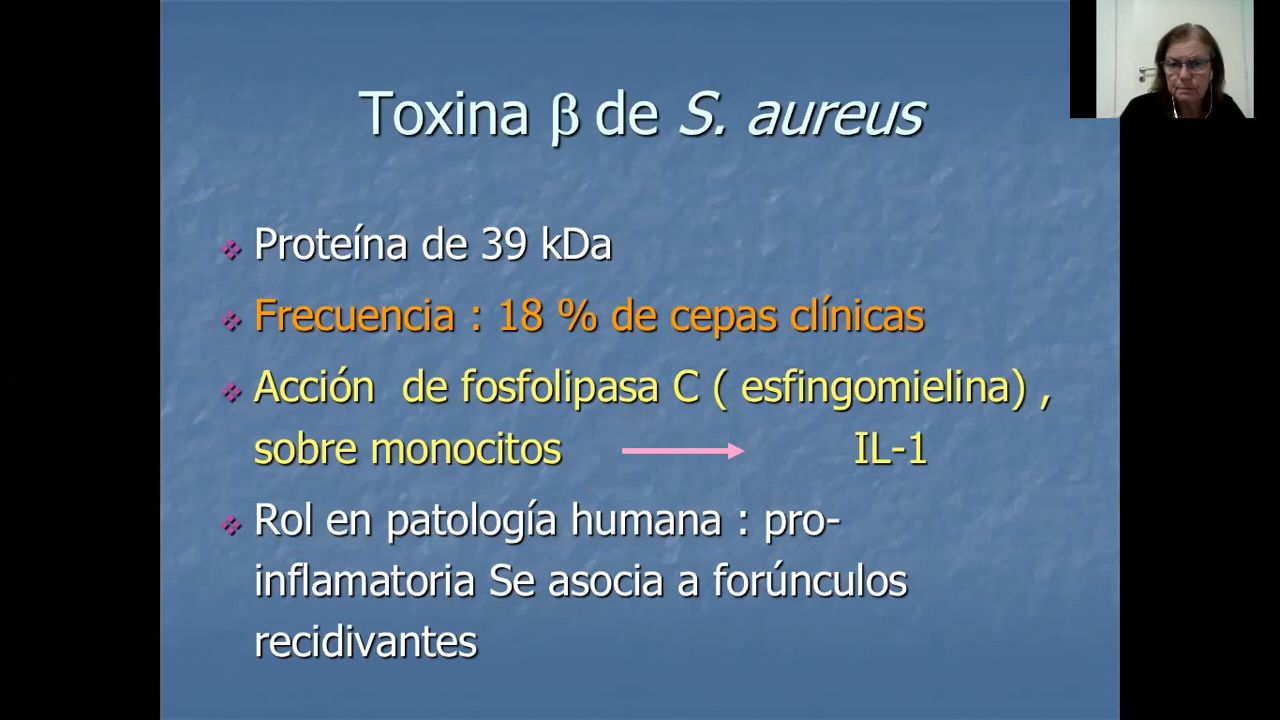 Toxina β de S. aureus
Proteína de 39 kDa
Frecuencia : 18 % de cepas clínicas
Acción de fosfolipasa C ( esfingomielina) ,
sobre monocitos IL-1
Rol en patología humana : pro-
inflamatoria Se asocia a forúnculos
recidivantes